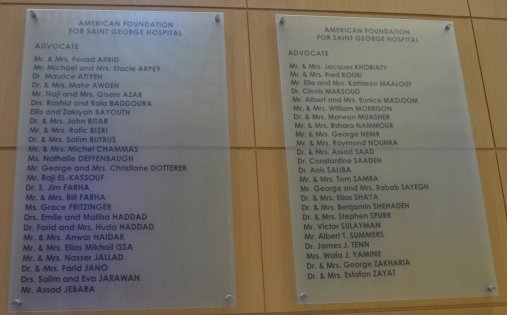 AMERICAN FOUNDATION
FOR SAINT GEORGE HOSPITAL
ADVOCATE
Mr. & Mrs. Fouad ARBID
Mr. Michael and Mrs. Stacie ARPEY
Dr. Maurice ATIYEH
Dr. & Mrs. Mahir AWDEH
Mr. Naji and Mrs. Gisele AZAR
Drs. Rashid and Rola BADDOURA
Ellis and Zakiyah BAYOUTH
Dr. & Mrs. John BITAR
Mr. & Mrs. Rafic BIZRI
Dr. & Mrs. Salim BUTRUS
Mr. & Mrs. Michel CHAMMAS
Ms. Nathalie DEFFENBAUGH
Mr. George and Mrs. Christiane DOTTERER
Mr. Raji EL-KASSOUF
Dr. S. Jim FARHA
Mr. & Mrs. Bill FARHA
Ms. Grace FRITZINGER
Drs. Emile and Maliha HADDAD
Dr. Farid and Mrs. Huda HADDAD
Mr. & Mrs. Anwar HAIDAR
Mr. & Mrs. Elias Mikhail ISSA
Mr. & Mrs. Nasser JALLAD
Dr. & Mrs. Farid JANO
Drs. Salim and Eva JARAWAN
Mr. Assad JEBARA
AMERICAN FOUNDATION
FOR SAINT GEORGE HOSPITAL
ADVOCATE
Mr. & Mrs. Jacques KHORIATY
Mr. & Mrs. Fred KOURI
Mr. Elie and Mrs. Kathleen MAALOUF
Dr. Clovis MAKSOUD
Mr. Albert and Mrs. Eunice MAZLOOM
Mr. & Mrs. William MORRISON
Dr. & Mrs. Marwan MUASHER
Mr. & Mrs. Bshara NAMMOUR
Mr. & Mrs. George NEMR
Mr. & Mrs. Raymond NOUHRA
Dr. & Mrs. Assad SAAD
Dr. Constantine SAADEH
Dr. Anis SALIBA
Mr. & Mrs. Tom SAMRA
Mr. George and Mrs. Rabab SAYEGH
Dr. & Mrs. Elias SHAYA
Dr. & Mrs. Benjamin SHEHADEH
Dr. & Mrs. Stephen SPURR
Mr. Victor SULAYMAN
Mr. Albert T. SUMMERS
Dr. James J. TENN
Mrs. Wafa J. YAMINE
Dr. & Mrs. George ZAKHARIA
Dr. & Mrs. Estafan ZAYAT